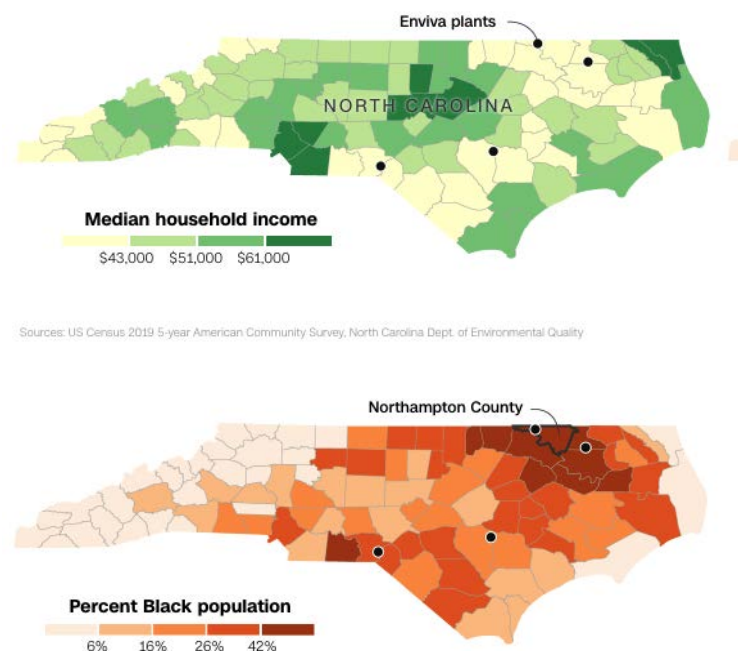 Enviva plants
NORTH CAROLINA
Median household income
$43,000 $51,000 $61,000
Sources: US Census 2019 5-year American Community Survey, North Carolina Dept. of Environmental Quality
Northampton County
Percent Black population
6% 16% 26% 42%